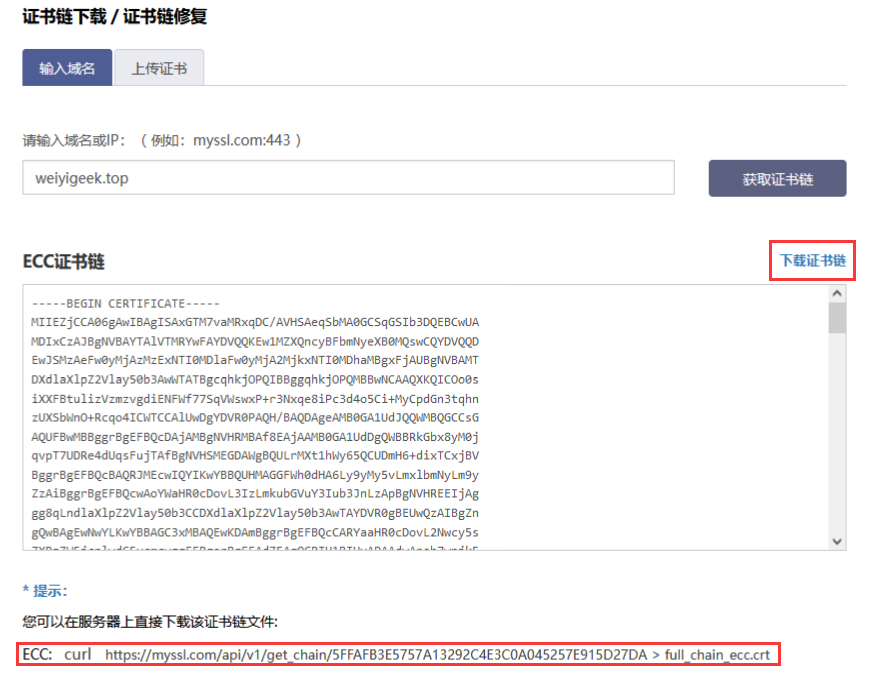 证书链下载 / 证书链修复
输入域名
上传证书
请输入域名或IP： （ 例如：myssl.com:443 ）
weiyigeek.top
获取证书链
ECC证书链
下载证书链
-----BEGIN CERTIFICATE-----
MIIEZjCCA06gAwIBAgISAxGTM7vaMRxqDC/AVHSAeqSbMA0GCSqGSIb3DQEBCwUA
MDIxCzAJBgNVBAYTAlVTMRYwFAYDVQQKEw1MZXQncyBFbmNyeXB0MQswCQYDVQQD
EwJSMzAeFw0yMjAzMzExNTI0MDlaFw0yMjA2MjkxNTI0MDhaMBgxFjAUBgNVBAMT
DXdlaXlpZ2Vlay50b3AwWTATBgcqhkjOPQIBBggqhkjOPQMBBwNCAAQXKQICOo0s
iXXFBtulizVzmzvgdiENFWf77SqVWswxP+r3Nxqe8iPc3d4o5Ci+MyCpdGn3tqhn
zUXSbWnO+Rcqo4ICWTCCAlUwDgYDVR0PAQH/BAQDAgeAMB0GA1UdJQQWMBQGCCsG
AQUFBwMBBggrBgEFBQcDAjAMBgNVHRMBAf8EAjAAMB0GA1UdDgQWBBRkGbx8yM0j
qvpT7UDRe4dUqsFujTAfBgNVHSMEGDAWgBQULrMXt1hWy65QCUDmH6+dixTCxjBV
BggrBgEFBQcBAQRJMEcwIQYIKwYBBQUHMAGGFWh0dHA6Ly9yMy5vLmxlbmNyLm9y
ZzAiBggrBgEFBQcwAoYWaHR0cDovL3IzLmkubGVuY3Iub3JnLzApBgNVHREEIjAg
gg8qLndlaXlpZ2Vlay50b3CCDXdlaXlpZ2Vlay50b3AwTAYDVR0gBEUwQzAIBgZn
gQwBAgEwNwYLKwYBBAGC3xMBAQEwKDAmBggrBgEFBQcCARYaaHR0cDovL2Nwcy5s
* 提示:
您可以在服务器上直接下载该证书链文件:
ECC: curl https://myssl.com/api/v1/get_chain/5FFAFB3E5757A13292C4E3C0A045257E915D27DA > full_chain_ecc.crt